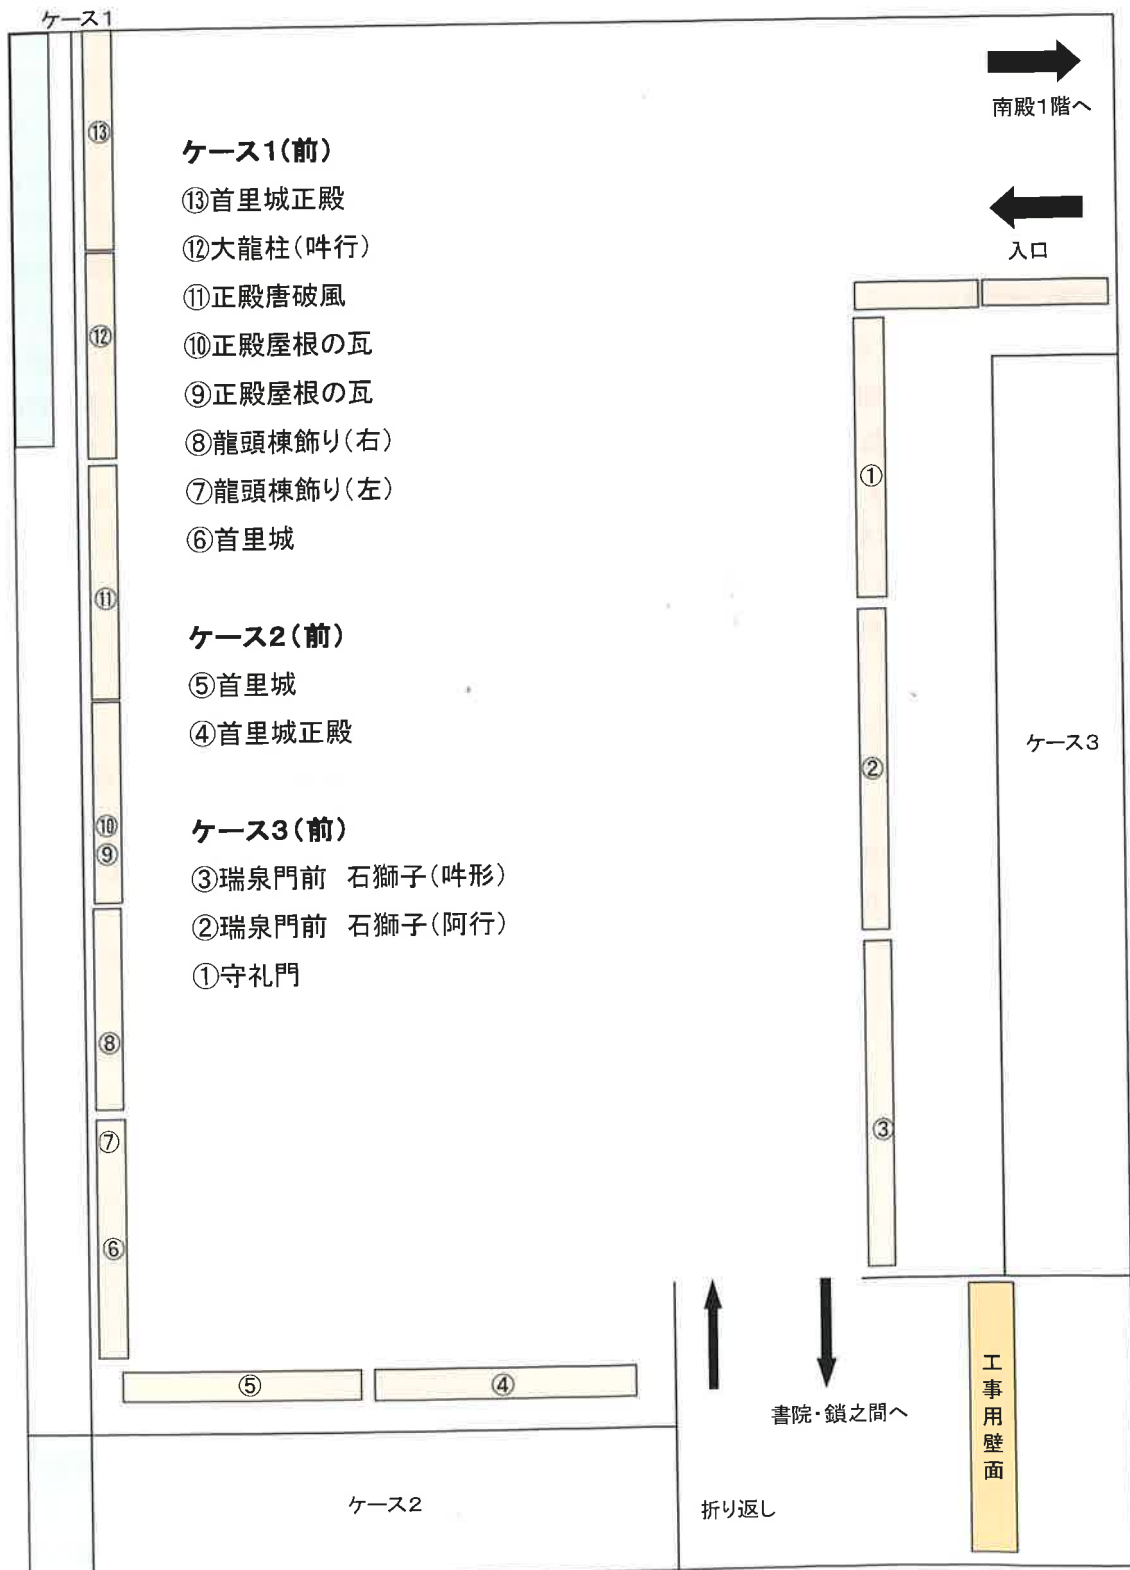 ケース1
南殿1階へ
入口
ケース1(前)
⑬首里城正殿
⑫大龍柱(吽行)
⑪正殿唐破風
⑩正殿屋根の瓦
⑨正殿屋根の瓦
⑧龍頭棟飾り(右)
⑦龍頭棟飾り(左)
⑥首里城
ケース2(前)
⑤首里城
④首里城正殿
ケース3(前)
③瑞泉門前 石獅子(吽形)
②瑞泉門前 石獅子(阿行)
①守礼門
⑬
⑫
⑪
⑩
⑨
⑧
⑦
⑥
⑤
④
①
②
③
ケース3
書院・鎖之間へ
折り返し
工事用壁面
ケース2